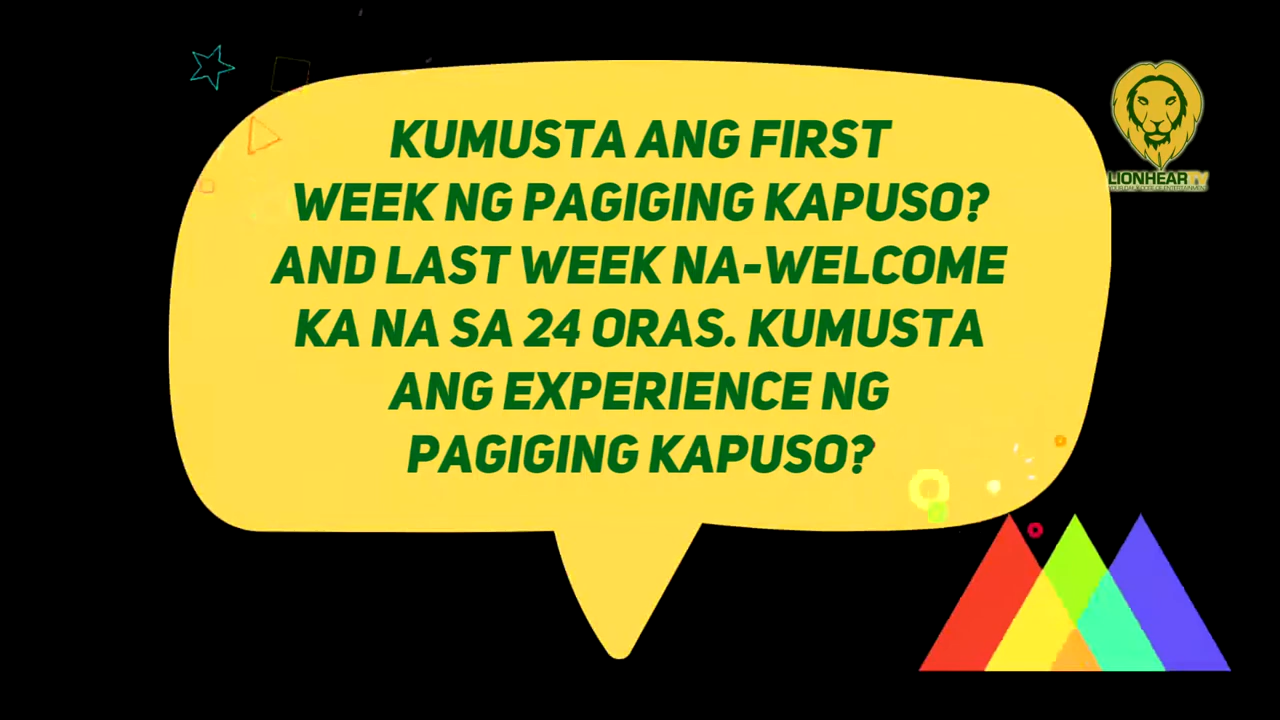 KUMUSTA ANG FIRST
WEEK NG PAGIGING KAPUSO?
AND LAST WEEK NA-WELCOME
KA NA SA 24 ORAS. KUMUSTA
ANG EXPERIENCE NG
PAGIGING KAPUSO?
LIONHEARTV